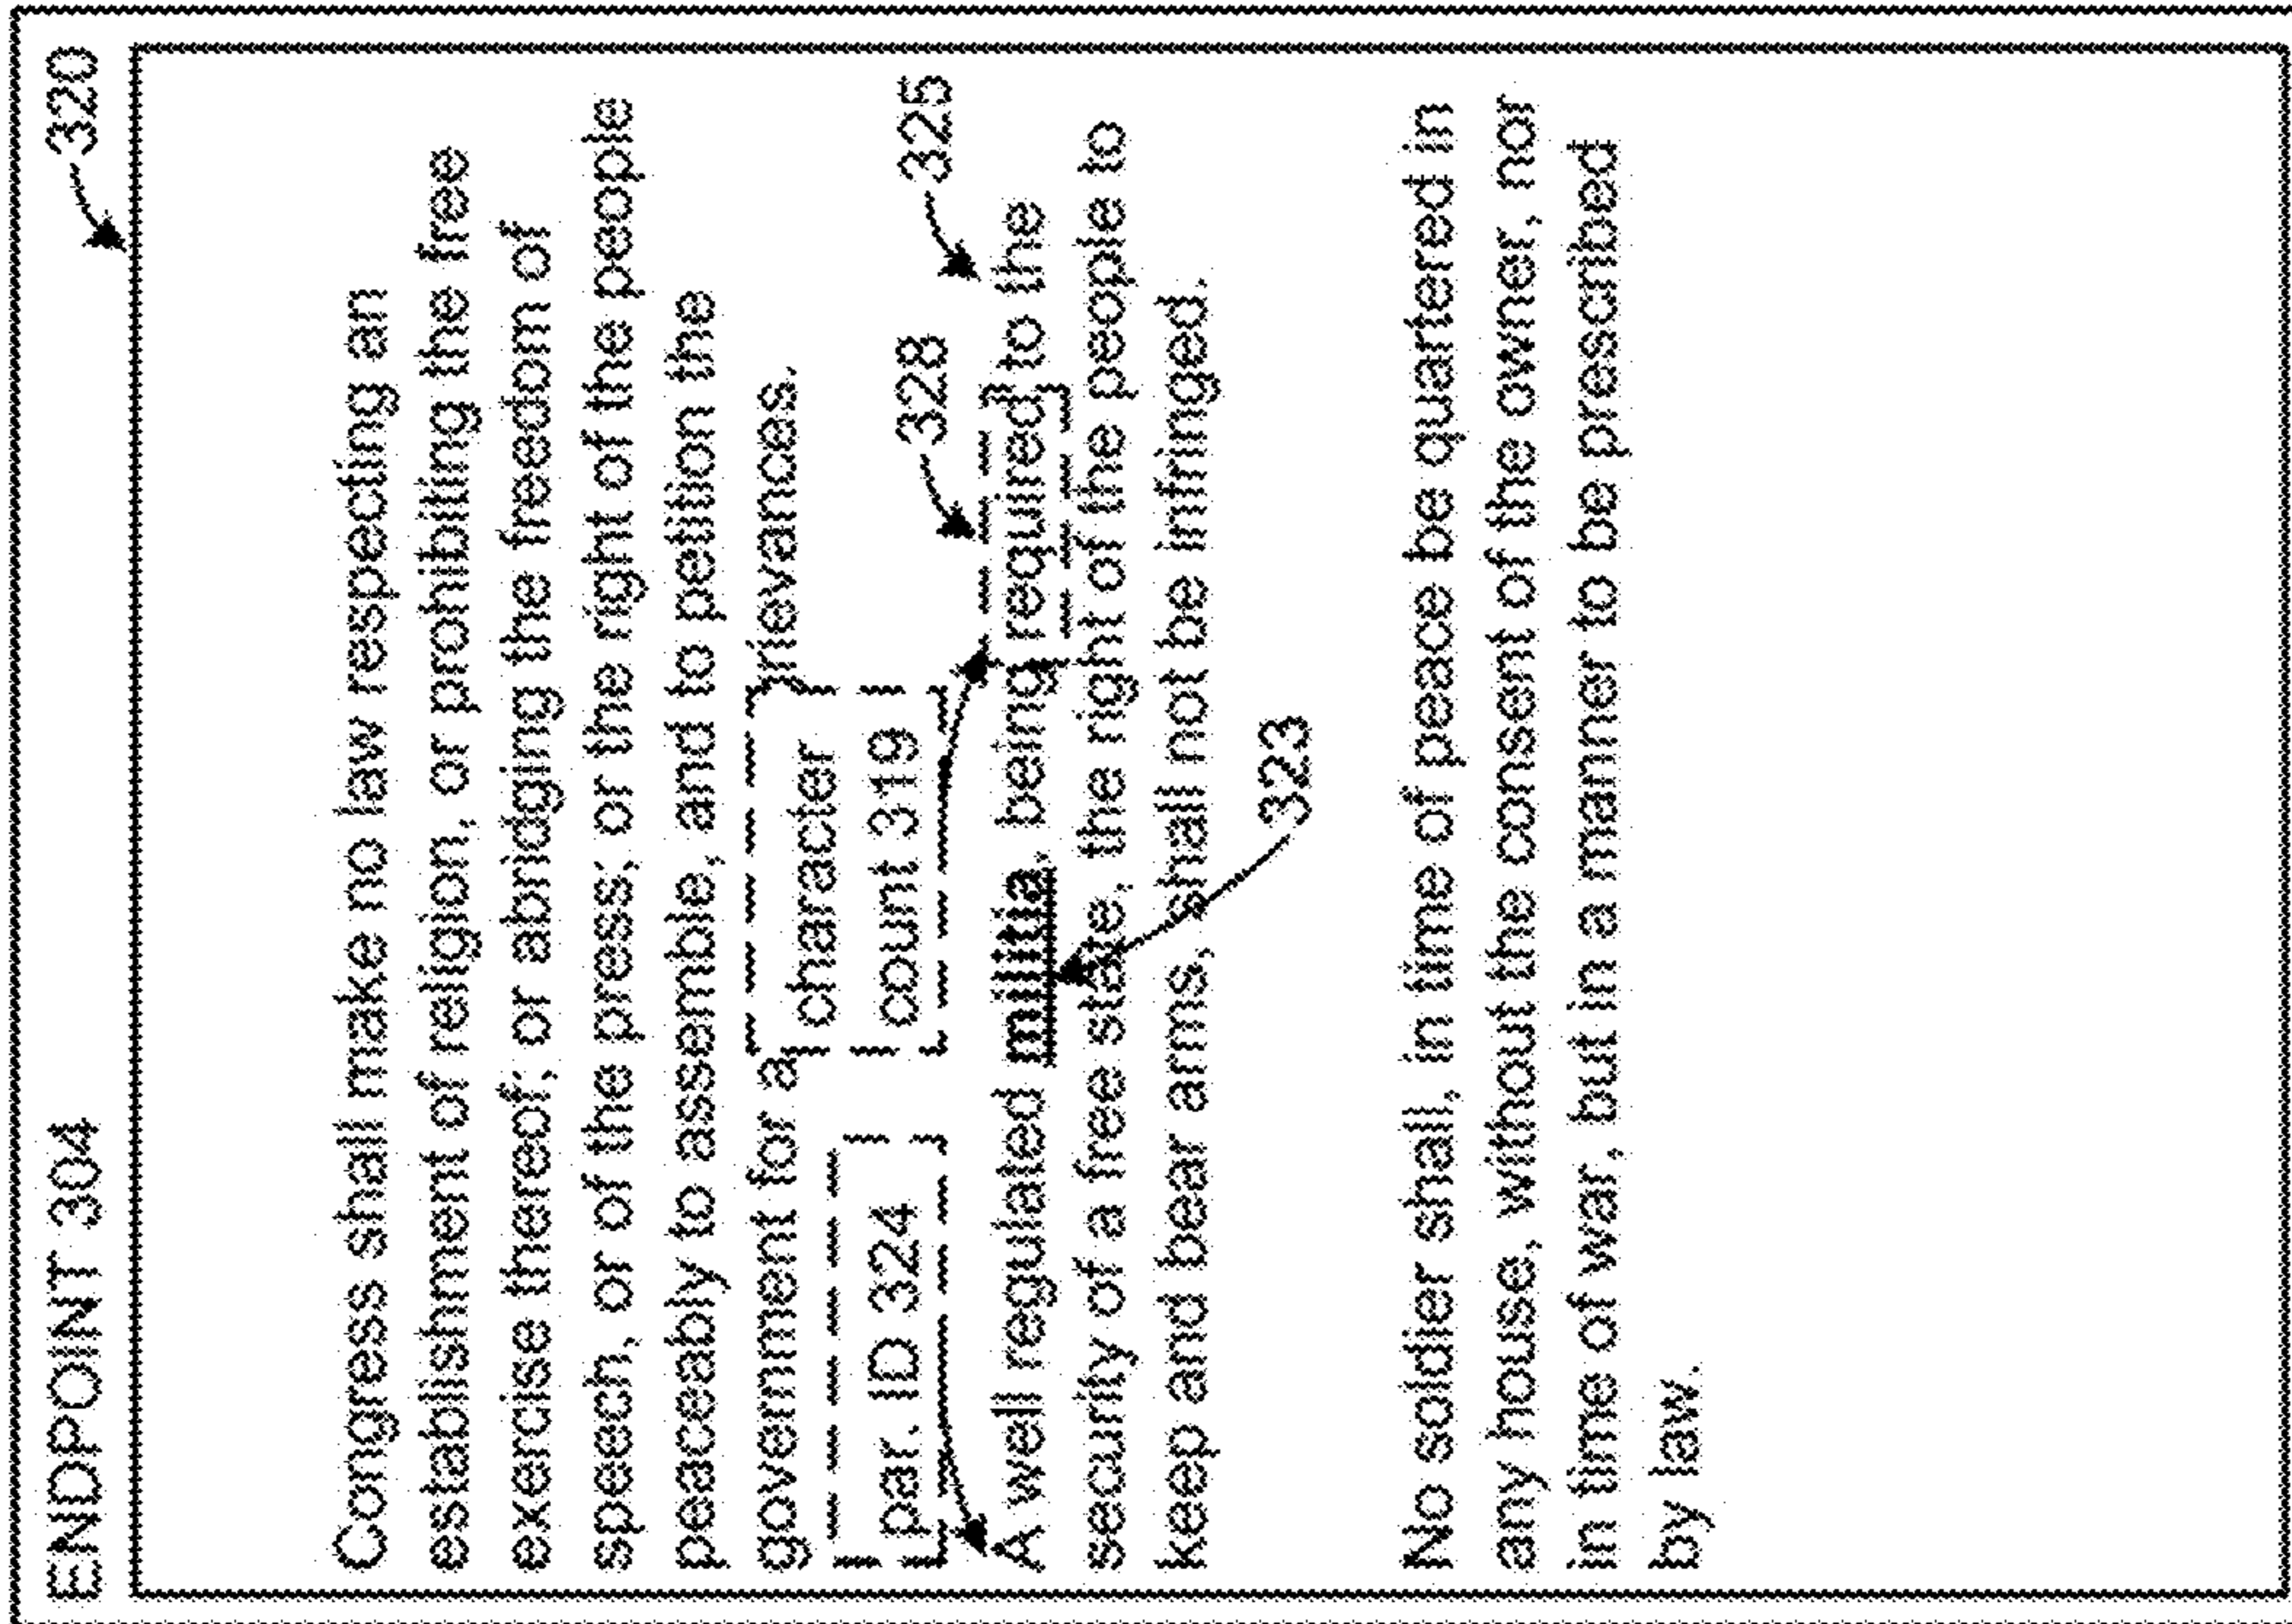 ENDPOINT 304
320
Congress shall make no law respecting an
establishment of religion, or prohibiting the free
exercise thereof; or abridging the freedom of
speech, or of the press; or the right of the people
peaceably to assemble, and to petition the
government for a rievances.
character
count 319
par. ID 324
328
325
A well regulated militia, being required to the
security of a free state, the right of the people to
keep and bear arms, shall not be infringed.
323
No soldier shall, in time of peace be quartered in
any house, without the consent of the owner, nor
in time of war, but in a manner to be prescribed
by law.